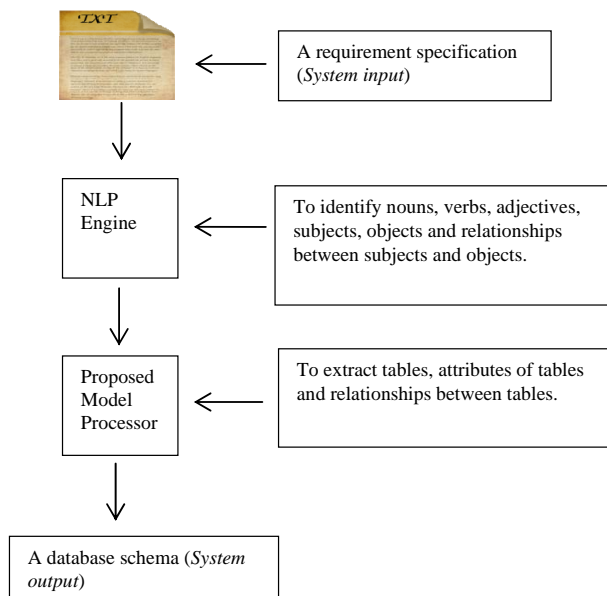 TXT
A requirement specification
(System input)
NLP
Engine
To identify nouns, verbs, adjectives,
subjects, objects and relationships
between subjects and objects.
Proposed
Model
Processor
To extract tables, attributes of tables
and relationships between tables.
A database schema (System
output)